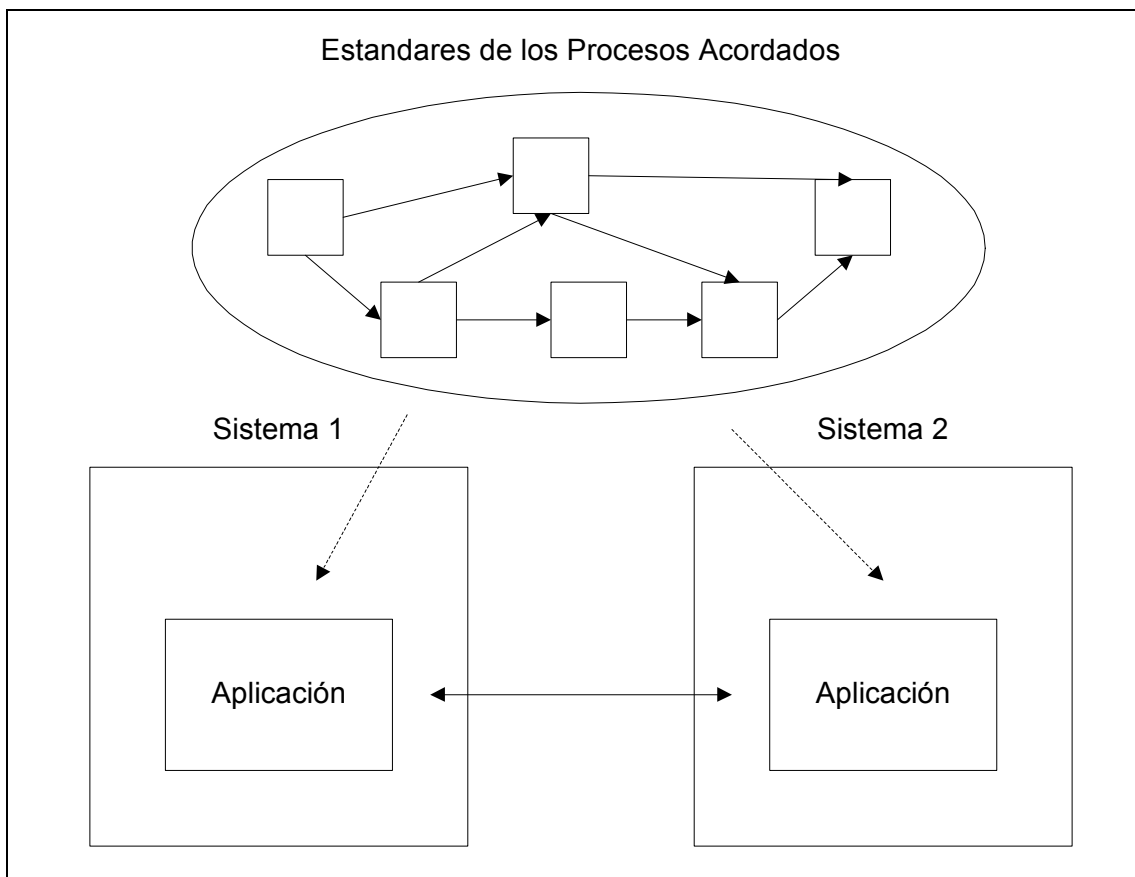 Estandares de los Procesos Acordados
Sistema 1
Sistema 2
Aplicación
Aplicación